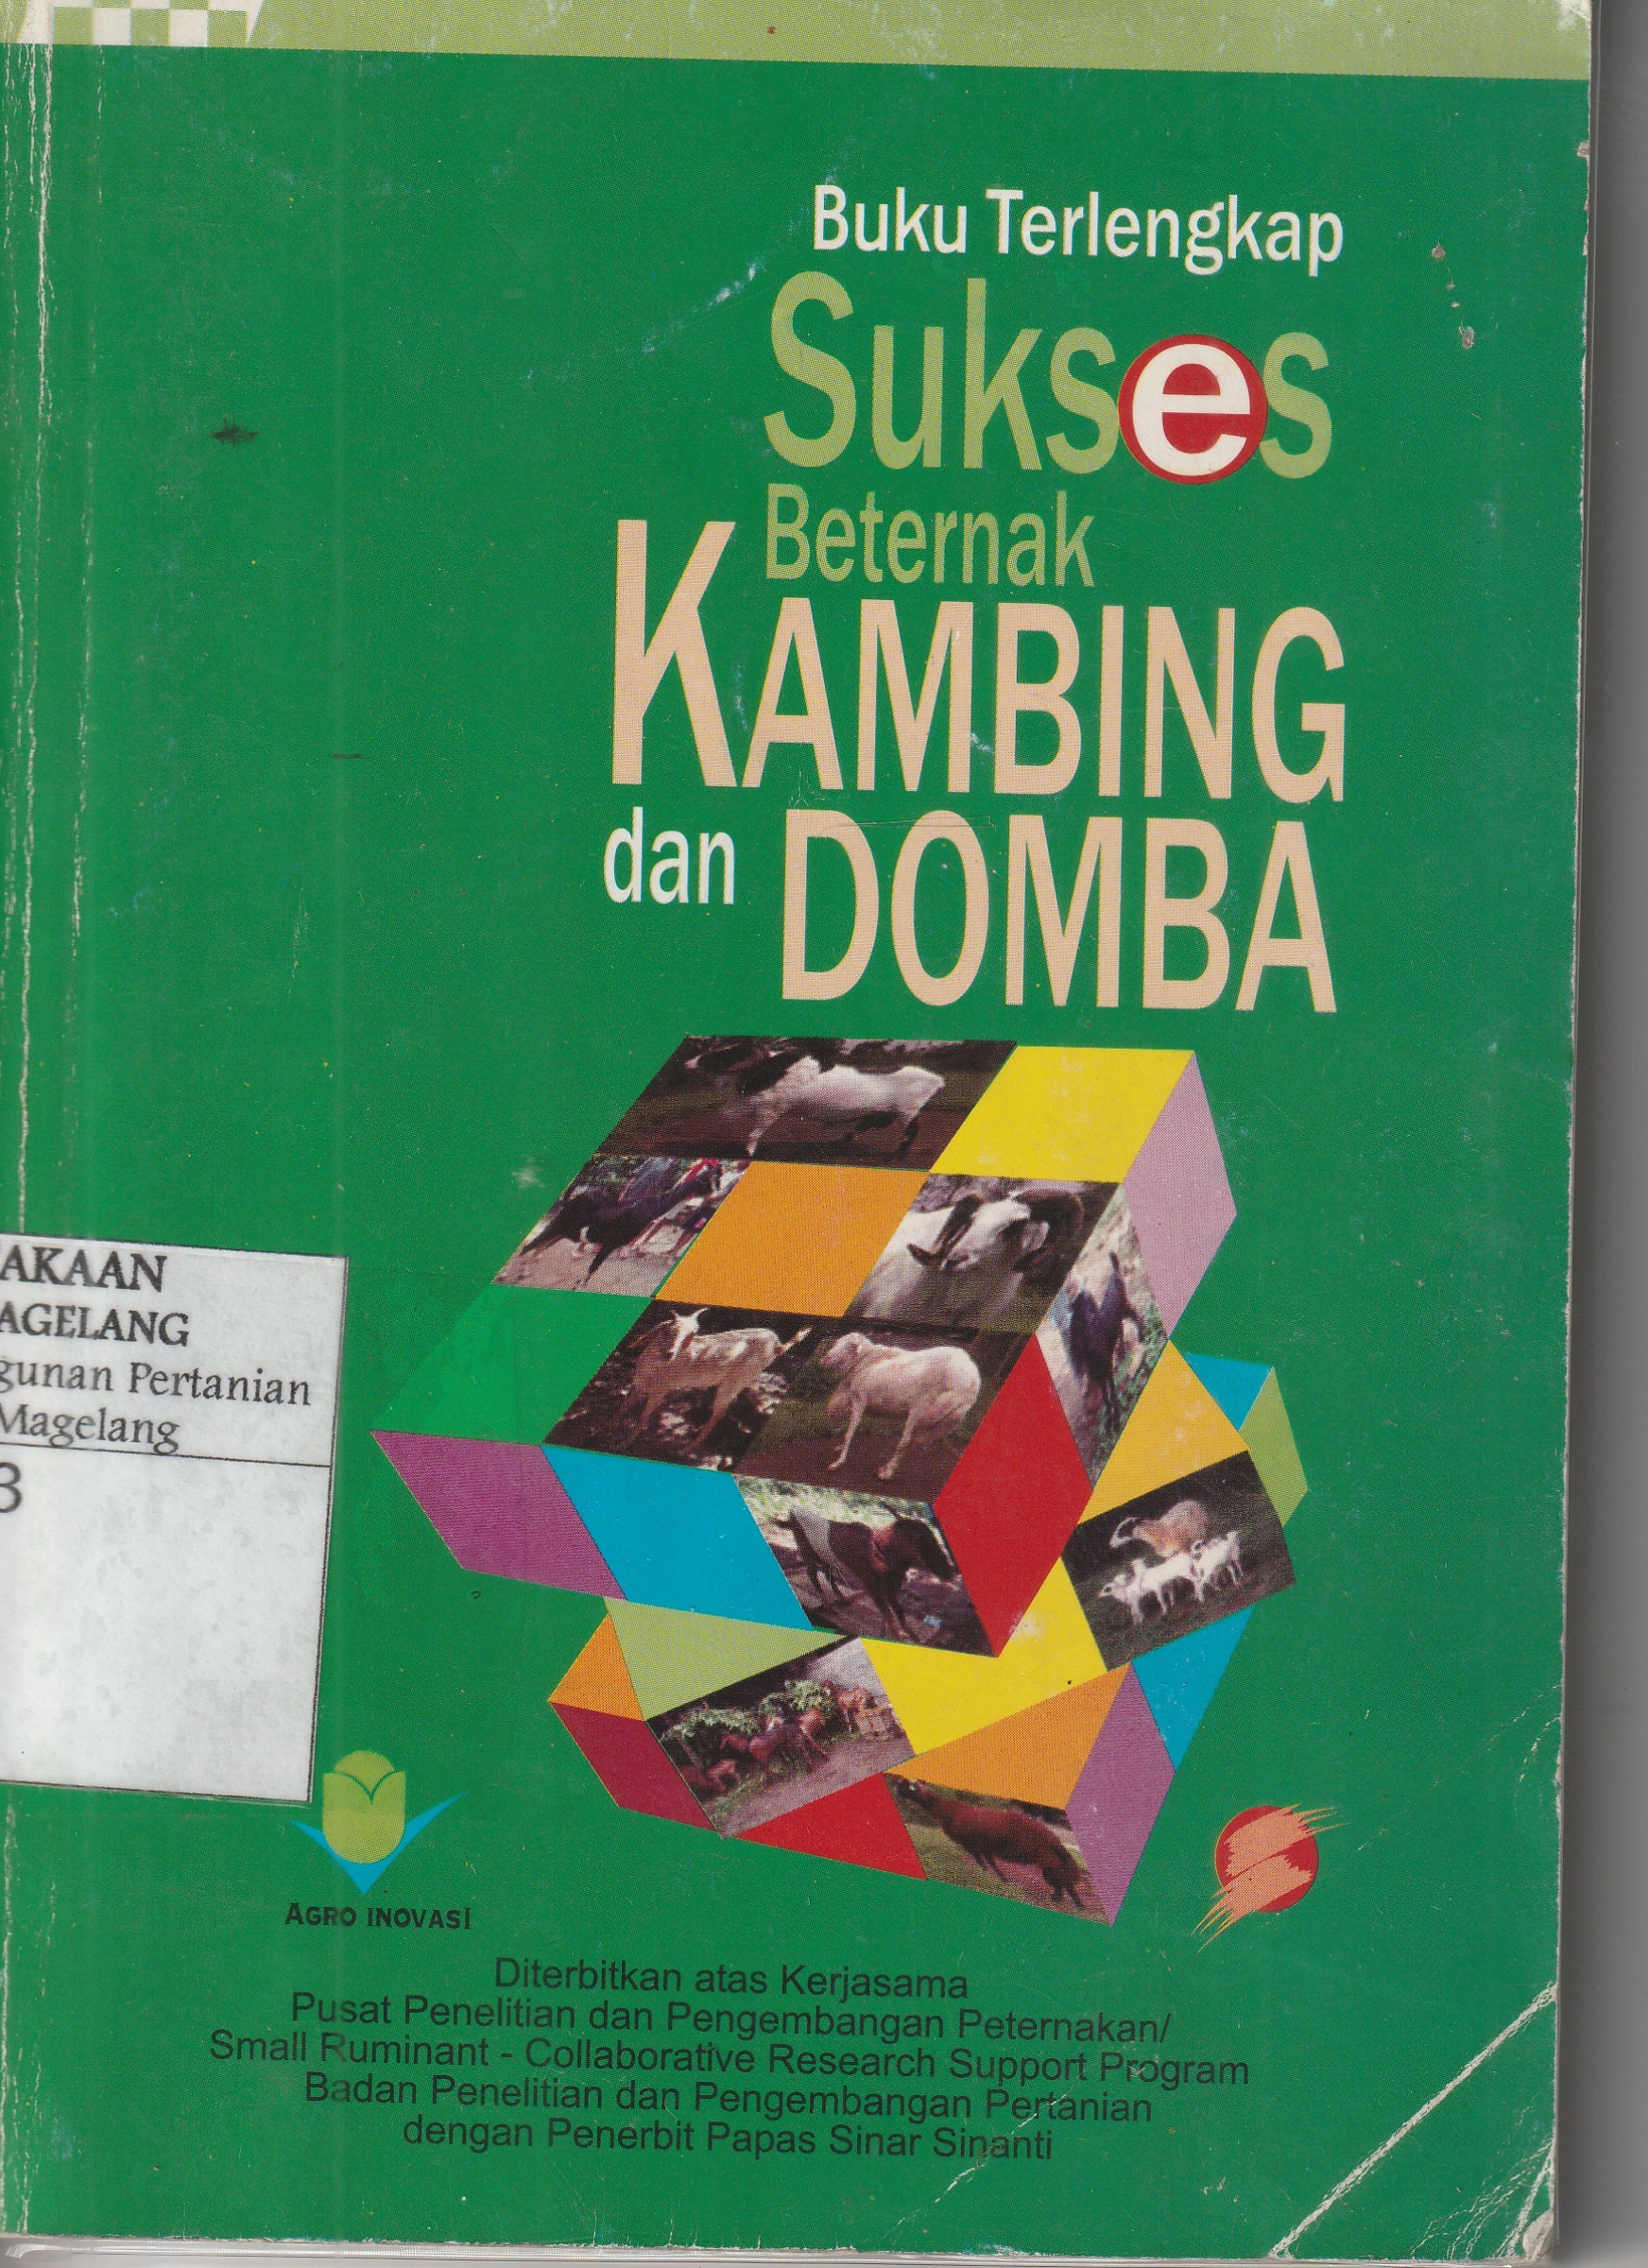 Buku Terlengkap
Sukses
Beternak
KAMBING
dan DOMBA
AKAAN
AGELANG
gunan Pertanian
Magelang
3
AGRO INOVASI
Diterbitkan atas Kerjasama
Pusat Penelitian dan Pengembangan Peternakan/
Small Ruminant - Collaborative Research Support Program
Badan Penelitian dan Pengembangan Pertanian
dengan Penerbit Papas Sinar Sinanti